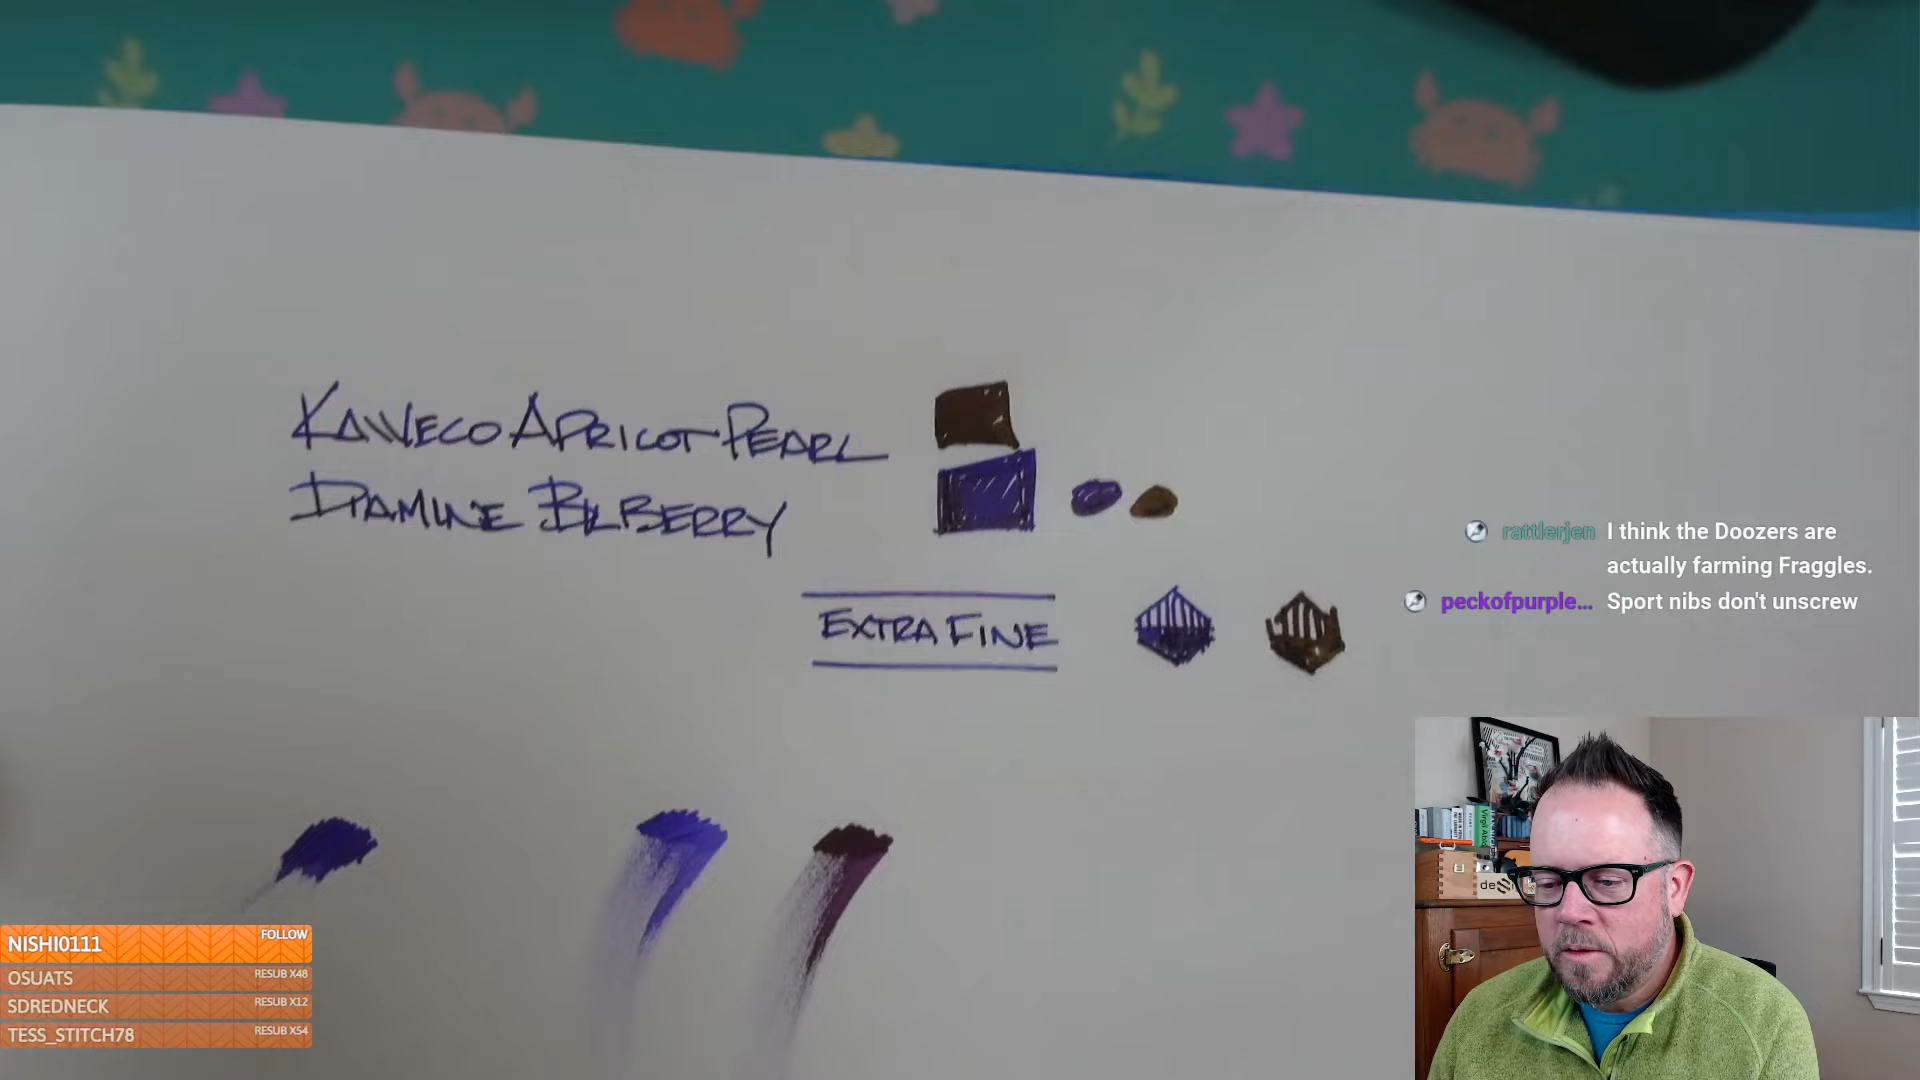 KAWECO APRICOT PEARL
DIAMINE BILBERRY
EXTRA FINE
rattlerjen I think the Doozers are
actually farming Fraggles.
peckofpurple... Sport nibs don't unscrew
NISHI0111 FOLLOW
OSUATS RESUB X48
SDREDNECK RESUB X12
TESS_STITCH78 RESUB X54